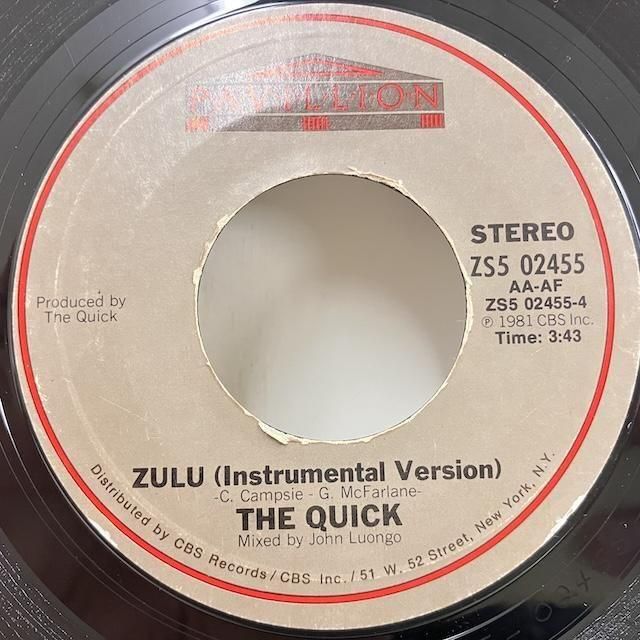 PAVILLION
STEREO
ZS5 02455
AA-AF
ZS5 02455-4
℗ 1981 CBS Inc.
Time: 3:43
Produced by
The Quick
ZULU (Instrumental Version)
-C. Campsie - G. McFarlane-
THE QUICK
Mixed by John Luongo
Distributed by CBS Records/CBS Inc./51 W. 52 Street, New York, N.Y.